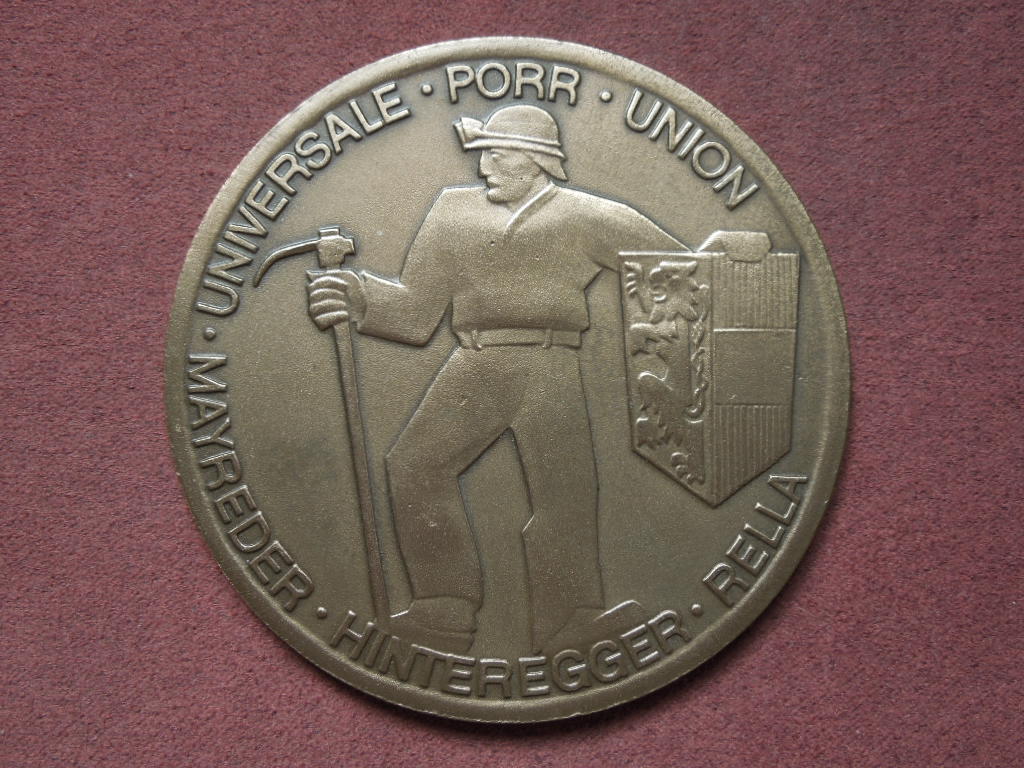 UNIVERSALE · PORR · UNION
MAYREDER · HINTEREGGER · RELLA